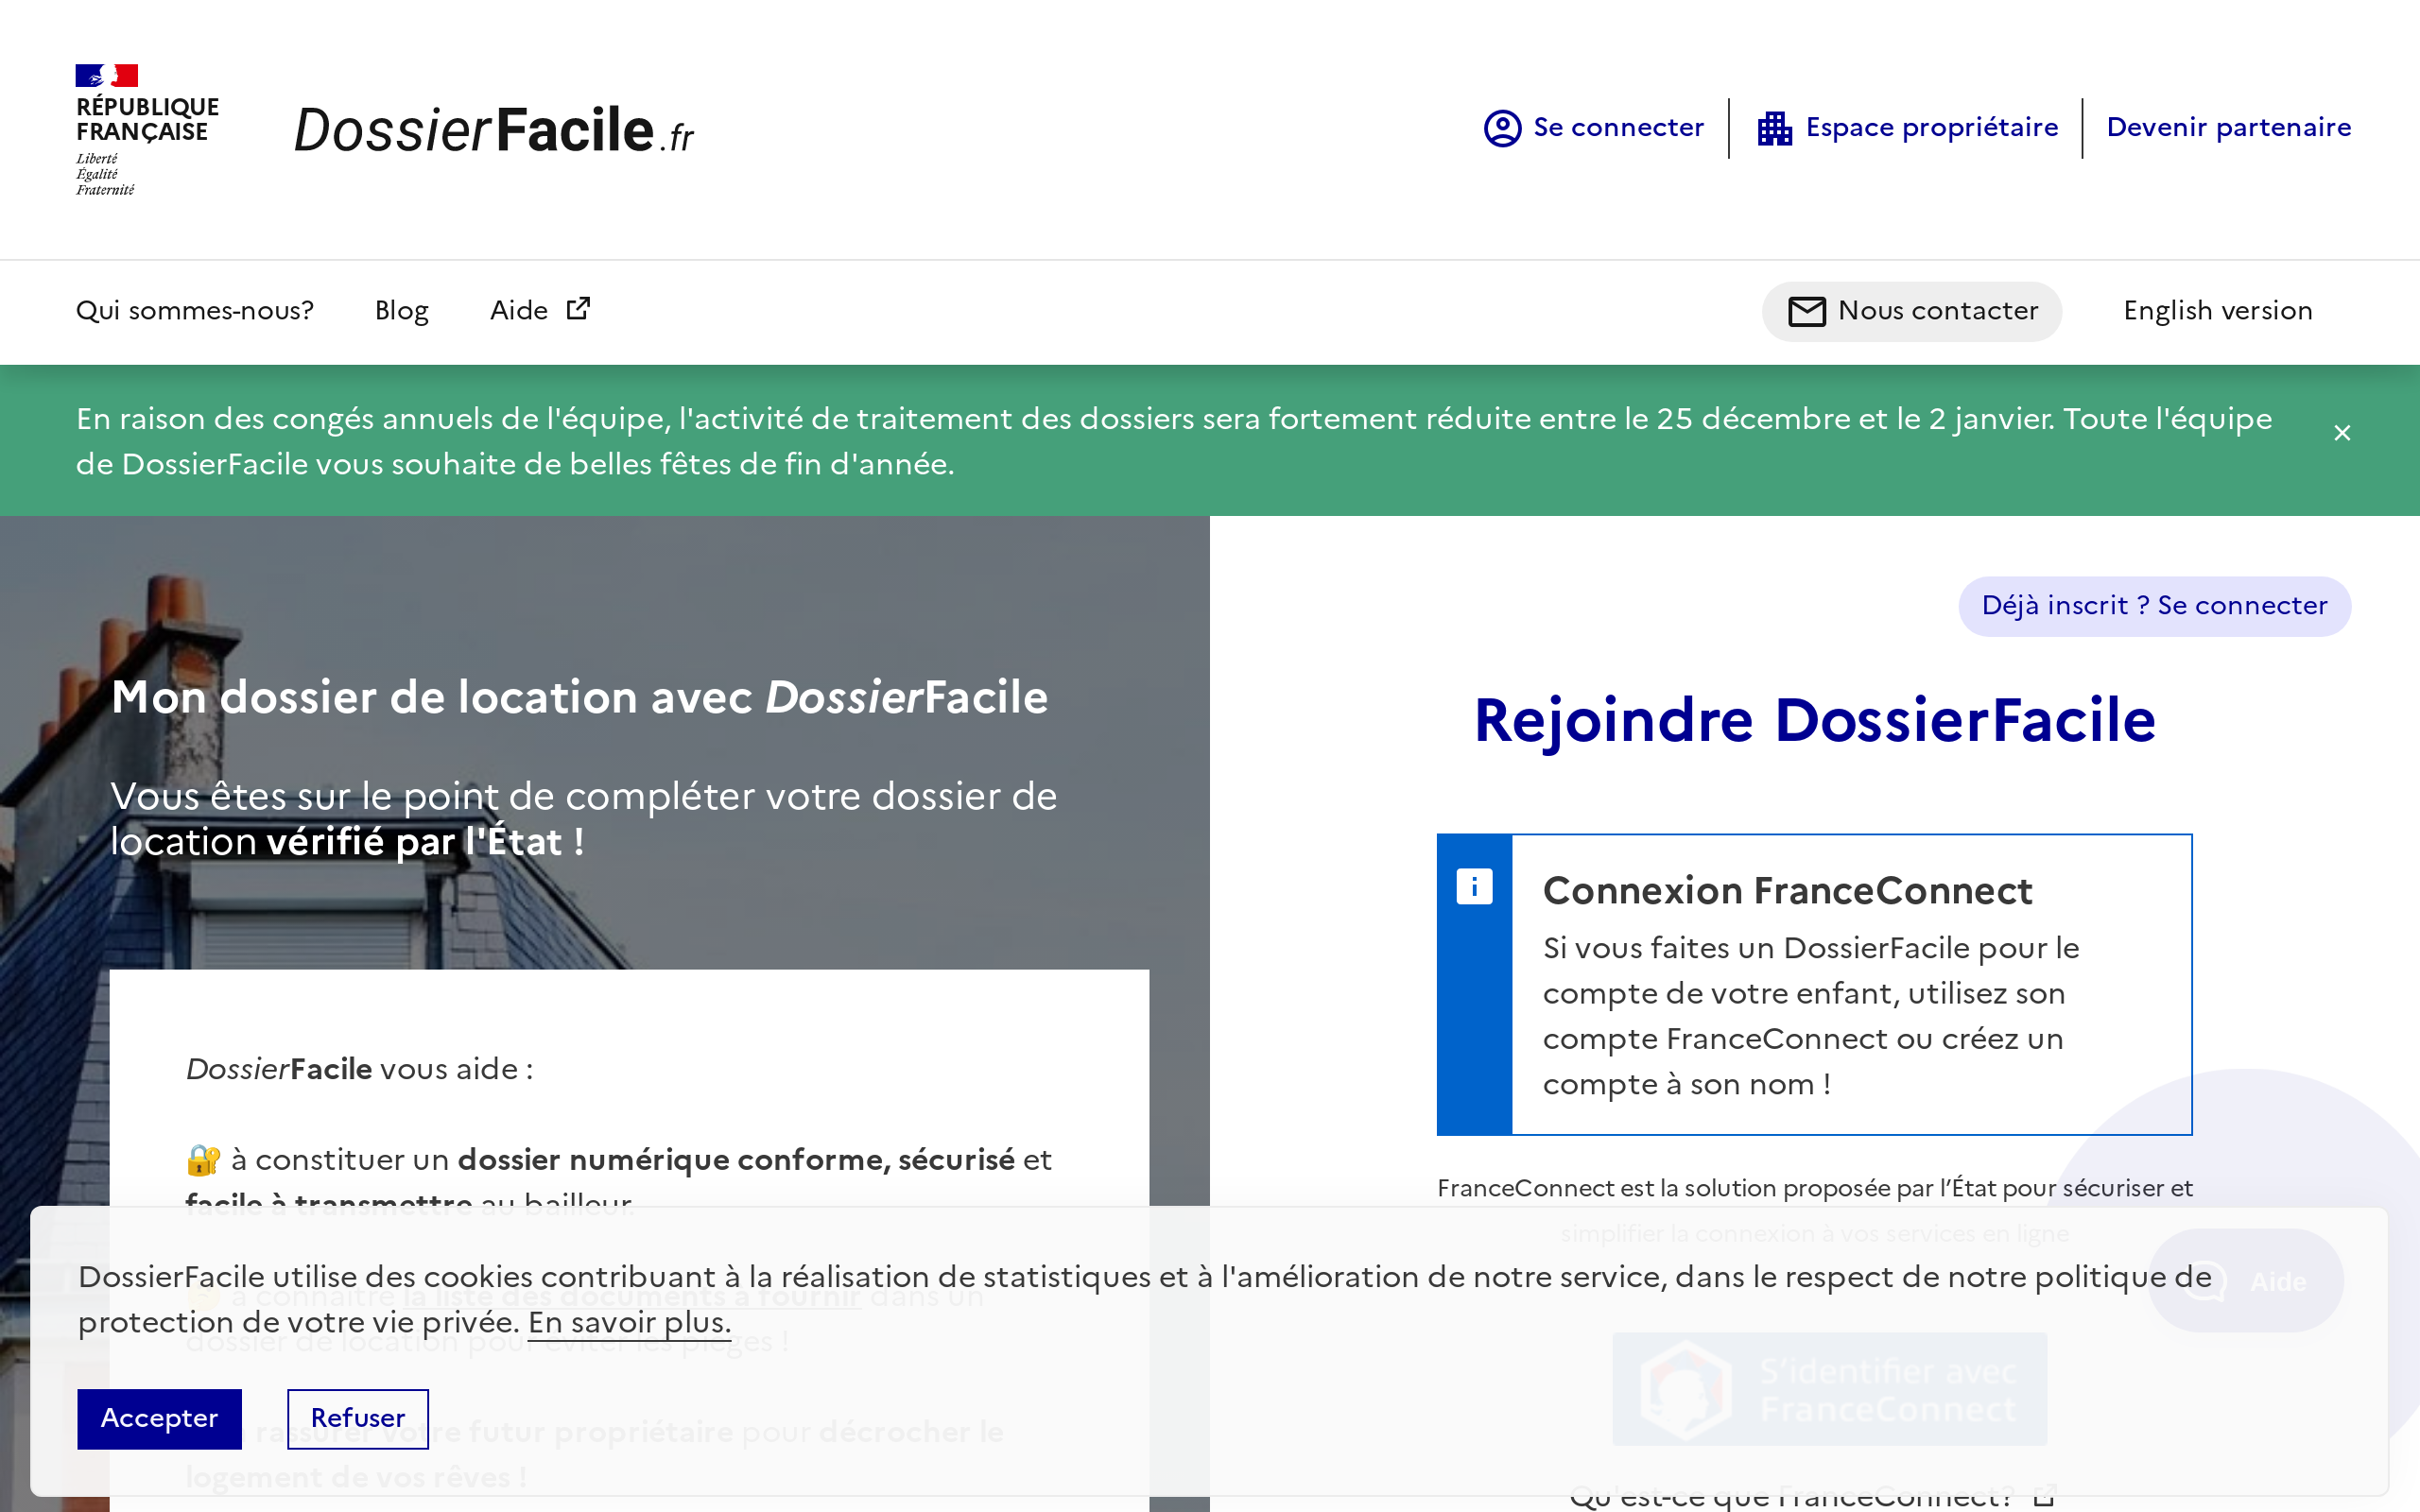 RÉPUBLIQUE
FRANÇAISE
Liberté
Égalité
Fraternité
DossierFacile.fr
Se connecter
Espace propriétaire
Devenir partenaire
Qui sommes-nous?
Blog
Aide
Nous contacter
English version
En raison des congés annuels de l'équipe, l'activité de traitement des dossiers sera fortement réduite entre le 25 décembre et le 2 janvier. Toute l'équipe
de DossierFacile vous souhaite de belles fêtes de fin d'année.
×
Mon dossier de location avec DossierFacile
Vous êtes sur le point de compléter votre dossier de
location vérifié par l'État !
DossierFacile vous aide :
à constituer un dossier numérique conforme, sécurisé et
facile à transmettre au bailleur.
à connaître la liste des documents à fournir dans un
dossier de location pour éviter les pièges !
rassurer votre futur propriétaire pour décrocher le
logement de vos rêves !
Déjà inscrit ? Se connecter
Rejoindre DossierFacile
Connexion FranceConnect
Si vous faites un DossierFacile pour le
compte de votre enfant, utilisez son
compte FranceConnect ou créez un
compte à son nom !
FranceConnect est la solution proposée par l’État pour sécuriser et
simplifier la connexion à vos services en ligne
S’identifier avec
FranceConnect
Qu'est-ce que FranceConnect?
Aide
DossierFacile utilise des cookies contribuant à la réalisation de statistiques et à l'amélioration de notre service, dans le respect de notre politique de
protection de votre vie privée. En savoir plus.
Accepter
Refuser